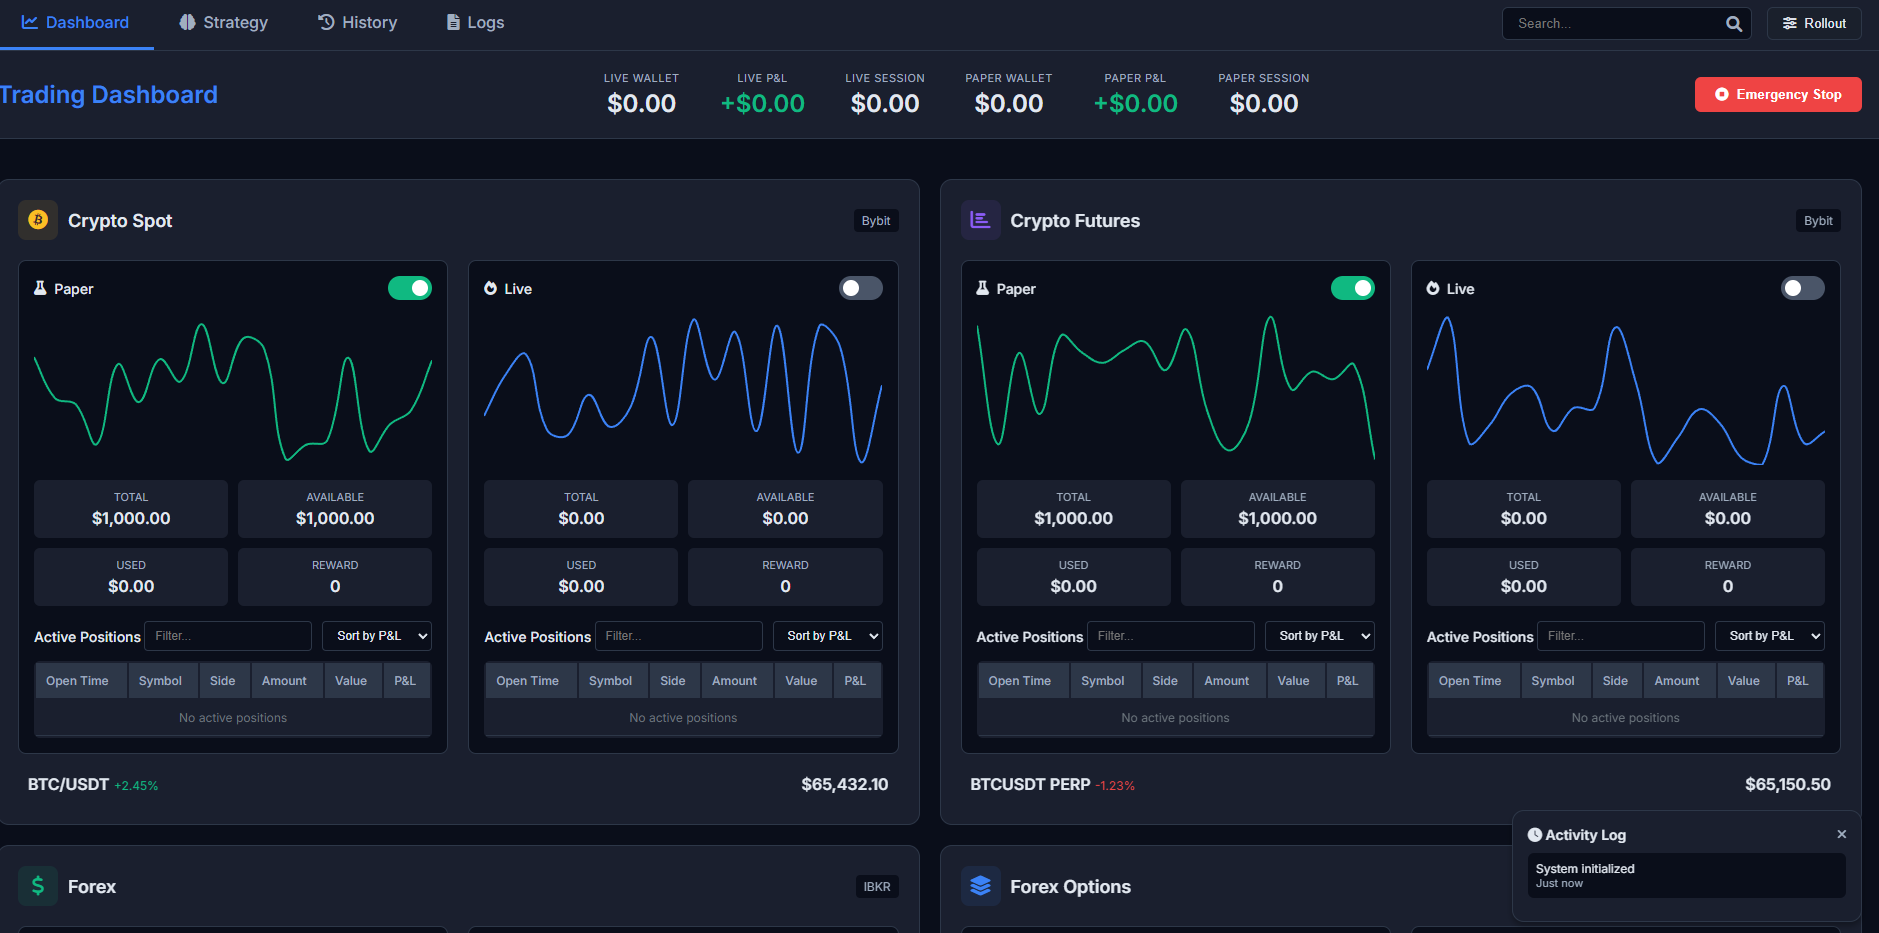 Dashboard Strategy History Logs Search... Rollout
Trading Dashboard
LIVE WALLET LIVE P&L LIVE SESSION PAPER WALLET PAPER P&L PAPER SESSION
$0.00 +$0.00 $0.00 $0.00 +$0.00 $0.00
Emergency Stop
Crypto Spot Bybit
Paper
TOTAL AVAILABLE
$1,000.00 $1,000.00
USED REWARD
$0.00 0
Active Positions Filter... Sort by P&L
Open Time Symbol Side Amount Value P&L
No active positions
Live
TOTAL AVAILABLE
$0.00 $0.00
USED REWARD
$0.00 0
Active Positions Filter... Sort by P&L
Open Time Symbol Side Amount Value P&L
No active positions
BTC/USDT +2.45% $65,432.10
Crypto Futures Bybit
Paper
TOTAL AVAILABLE
$1,000.00 $1,000.00
USED REWARD
$0.00 0
Active Positions Filter... Sort by P&L
Open Time Symbol Side Amount Value P&L
No active positions
Live
TOTAL AVAILABLE
$0.00 $0.00
USED REWARD
$0.00 0
Active Positions Filter... Sort by P&L
Open Time Symbol Side Amount Value P&L
No active positions
BTCUSDT PERP -1.23% $65,150.50
Forex IBKR
Forex Options
Activity Log ×
System initialized
Just now